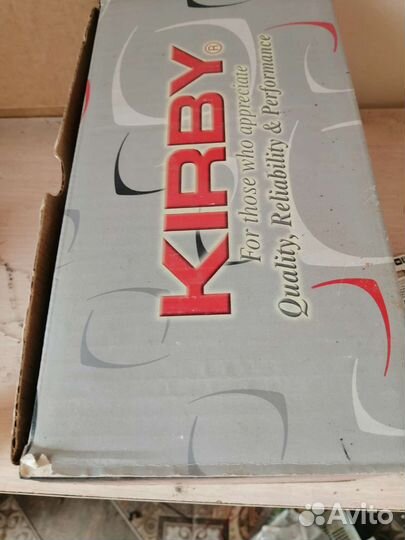 KIRBY®
For those who appreciate
Quality, Reliability & Performance
Avito